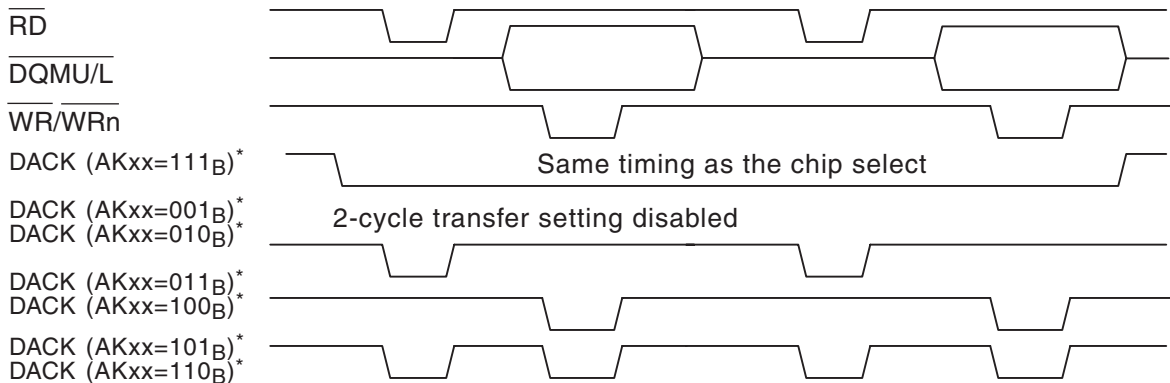 RD
DQMU/L
WR/WRn
DACK (AKxx=111B)* Same timing as the chip select
DACK (AKxx=001B)* 2-cycle transfer setting disabled
DACK (AKxx=010B)*
DACK (AKxx=011B)*
DACK (AKxx=100B)*
DACK (AKxx=101B)*
DACK (AKxx=110B)*